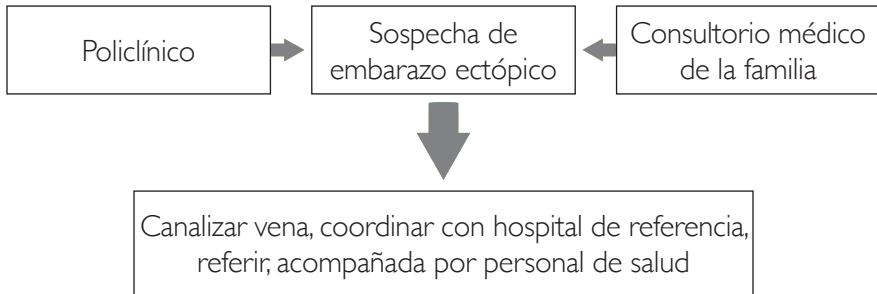 Policlínico
Sospecha de
embarazo ectópico
Consultorio médico
de la familia
Canalizar vena, coordinar con hospital de referencia,
referir, acompañada por personal de salud